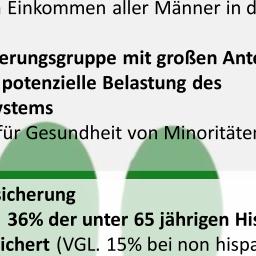 Einkommen aller Männer in d
erungsgruppe mit großen Ante
potenzielle Belastung des
ystems
für Gesundheit von Minoritäten
sicherung
36% der unter 65 jährigen His
ichert (VGL. 15% bei non hispa